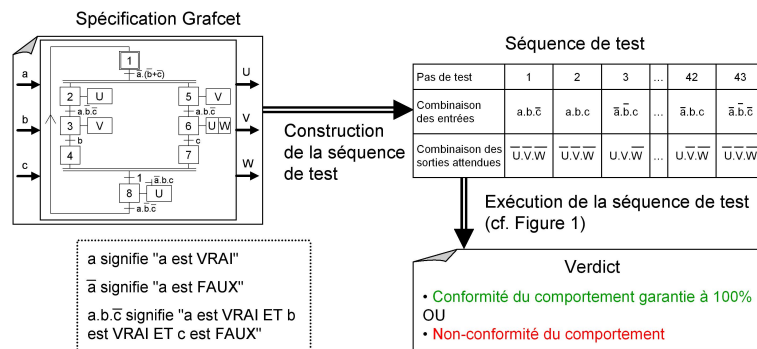 Spécification Grafcet
a
b
c
U
V
W
1
a̅.(b̅+c̅)
2
U
a.b.c̅
3
V
b
4
5
V
a.b.c̅
6
U W
c
7
1
a̅.b.c
8
U
a.b̅.c̅
Construction
de la séquence
de test
Séquence de test
Pas de test 1 2 3 ... 42 43
Combinaison
des entrées a.b.c̅ a.b.c a̅.b̅.c ... a̅.b.c a̅.b̅.c̅
Combinaison des
sorties attendues U̅.V̅.W̅ U̅.V̅.W̅ U.V.W̅ ... U.V̅.W̅ U̅.V̅.W̅
Exécution de la séquence de test
(cf. Figure 1)
Verdict
• Conformité du comportement garantie à 100%
OU
• Non-conformité du comportement
a signifie "a est VRAI"
a̅ signifie "a est FAUX"
a.b.c̅ signifie "a est VRAI ET b
est VRAI ET c est FAUX"